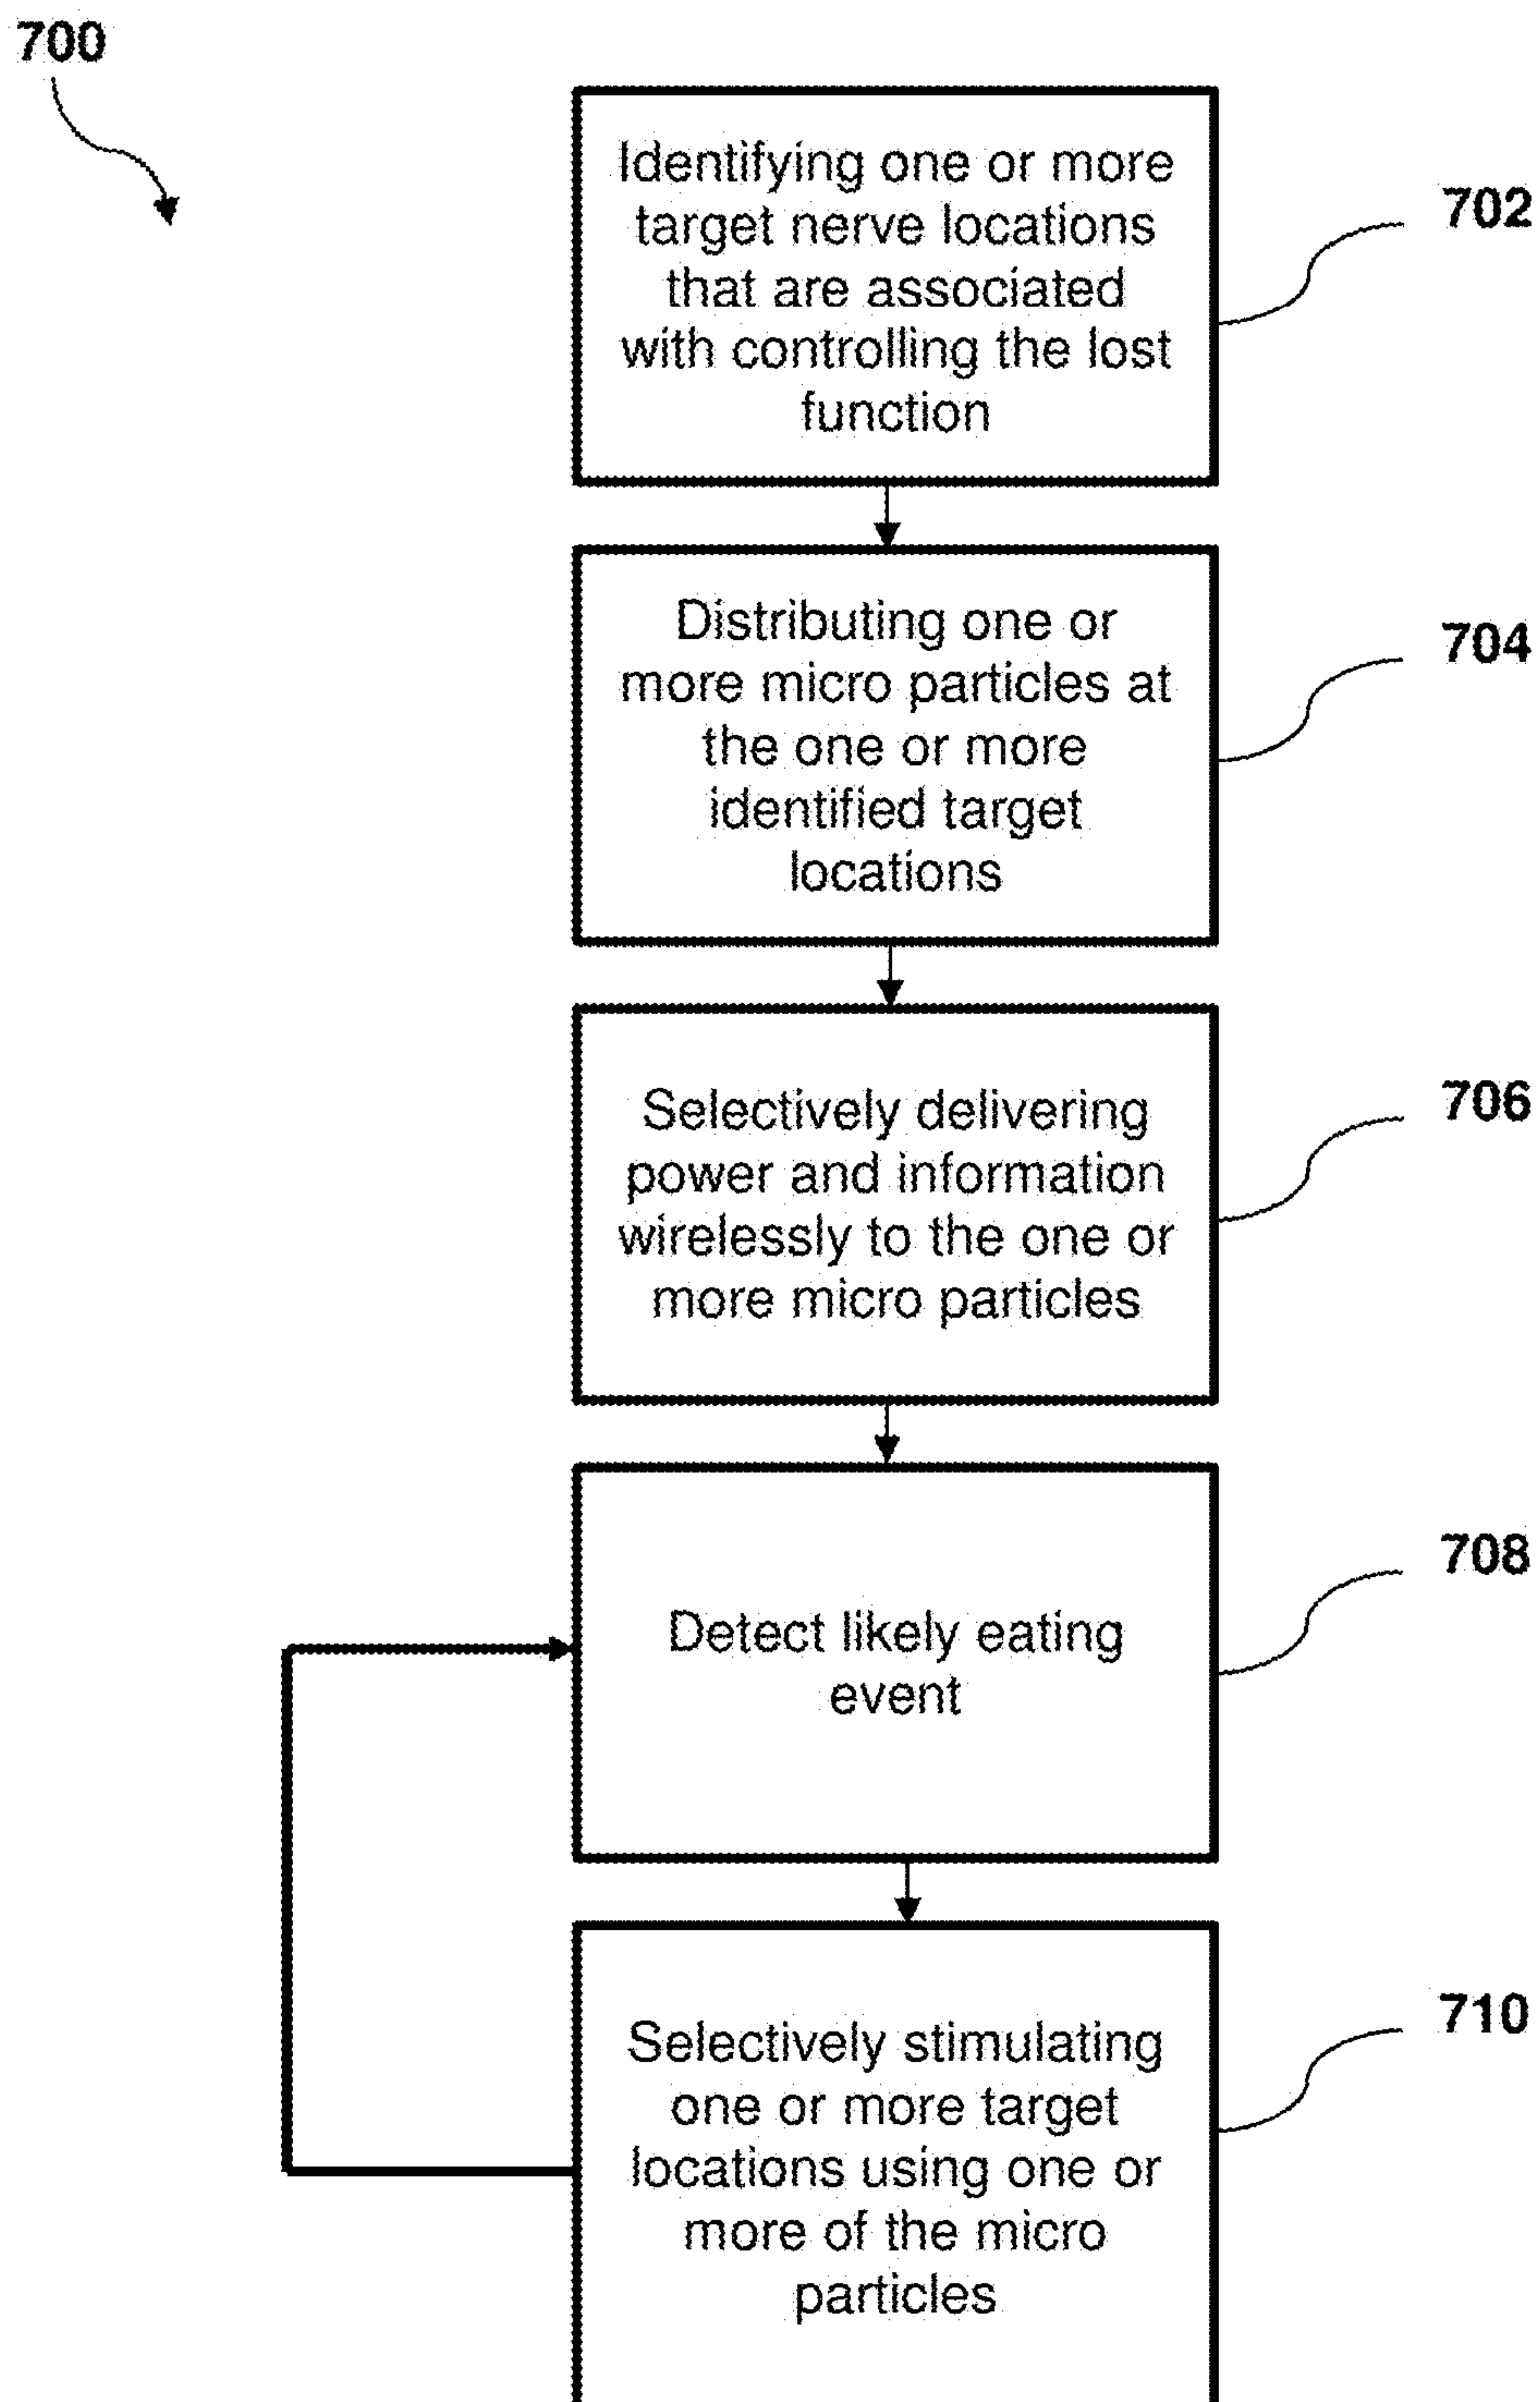 700
Identifying one or more
target nerve locations
that are associated
with controlling the lost
function
702
Distributing one or
more micro particles at
the one or more
identified target
locations
704
Selectively delivering
power and information
wirelessly to the one or
more micro particles
706
Detect likely eating
event
708
Selectively stimulating
one or more target
locations using one or
more of the micro
particles
710